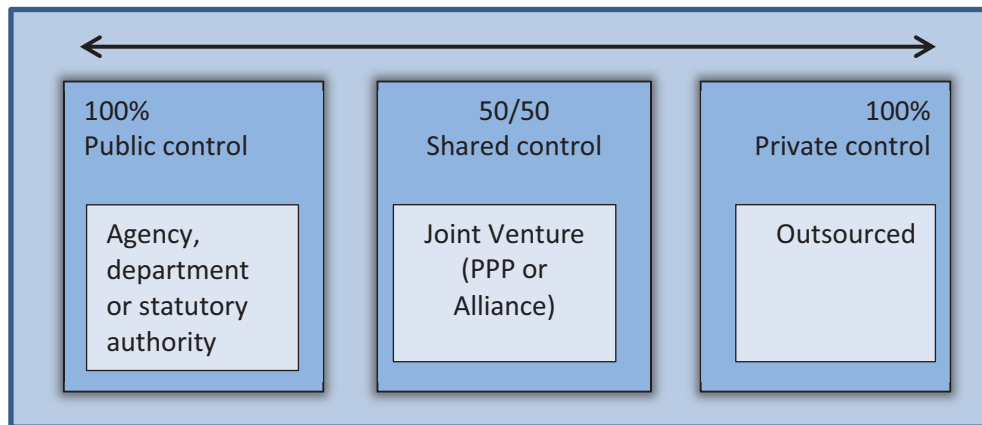 100%
Public control
Agency,
department
or statutory
authority
50/50
Shared control
Joint Venture
(PPP or
Alliance)
100%
Private control
Outsourced